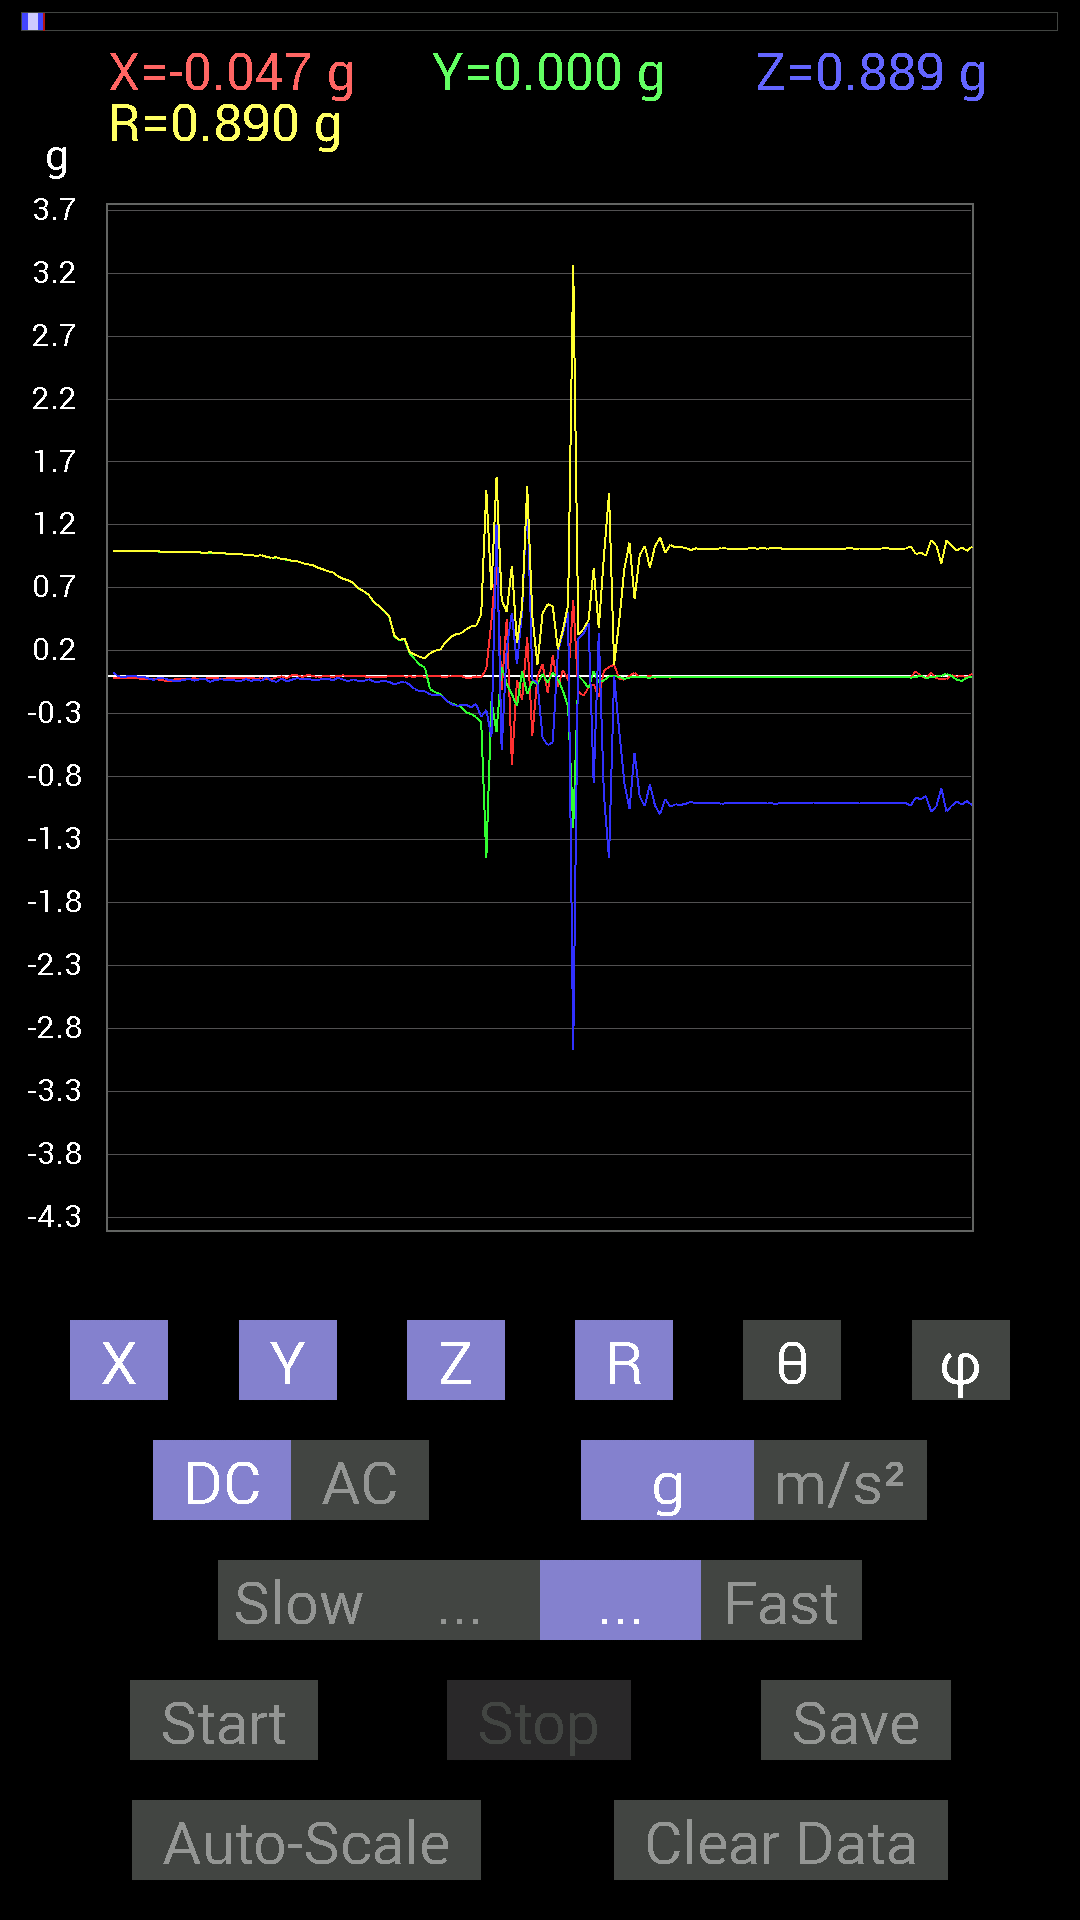 X=-0.047 g Y=0.000 g Z=0.889 g
R=0.890 g
g
3.7
3.2
2.7
2.2
1.7
1.2
0.7
0.2
-0.3
-0.8
-1.3
-1.8
-2.3
-2.8
-3.3
-3.8
-4.3
X Y Z R θ φ
DC AC g m/s²
Slow ... ... Fast
Start Stop Save
Auto-Scale Clear Data